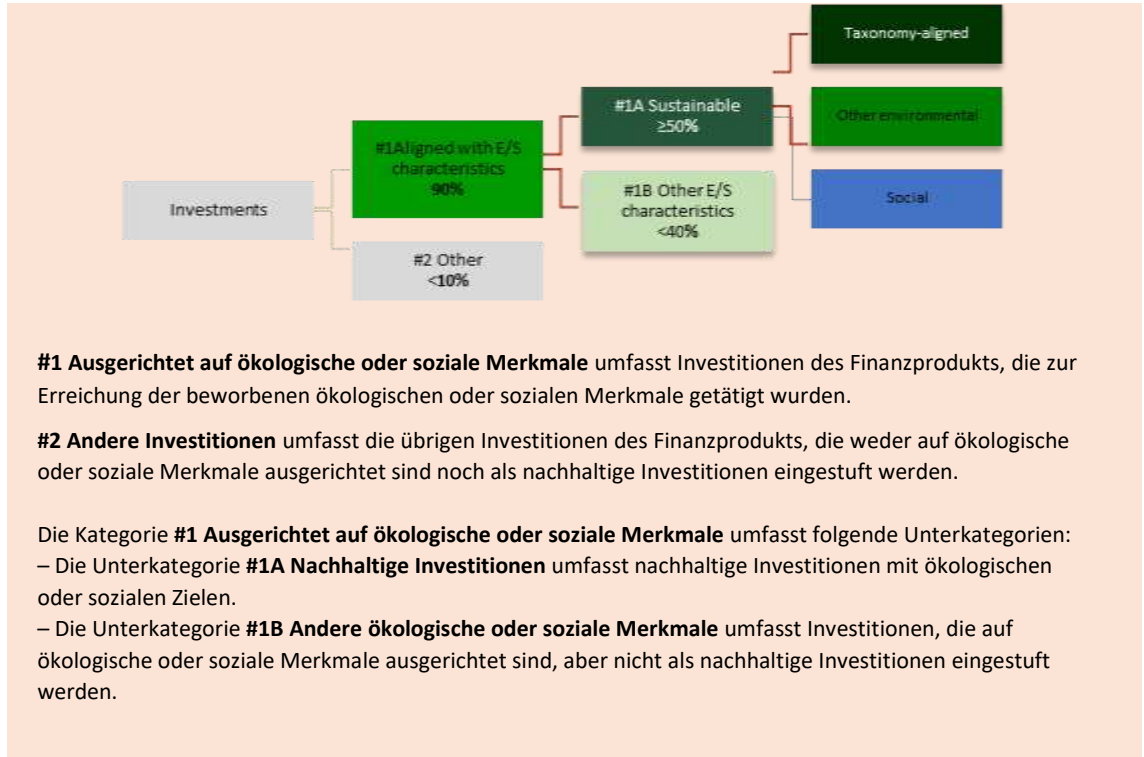 Taxonomy-aligned
#1A Sustainable
≥50%
Other environmental
#1Aligned with E/S
characteristics
90%
#1B Other E/S
characteristics
<40%
Social
Investments
#2 Other
<10%
#1 Ausgerichtet auf ökologische oder soziale Merkmale umfasst Investitionen des Finanzprodukts, die zur
Erreichung der beworbenen ökologischen oder sozialen Merkmale getätigt wurden.
#2 Andere Investitionen umfasst die übrigen Investitionen des Finanzprodukts, die weder auf ökologische
oder soziale Merkmale ausgerichtet sind noch als nachhaltige Investitionen eingestuft werden.
Die Kategorie #1 Ausgerichtet auf ökologische oder soziale Merkmale umfasst folgende Unterkategorien:
– Die Unterkategorie #1A Nachhaltige Investitionen umfasst nachhaltige Investitionen mit ökologischen
oder sozialen Zielen.
– Die Unterkategorie #1B Andere ökologische oder soziale Merkmale umfasst Investitionen, die auf
ökologische oder soziale Merkmale ausgerichtet sind, aber nicht als nachhaltige Investitionen eingestuft
werden.